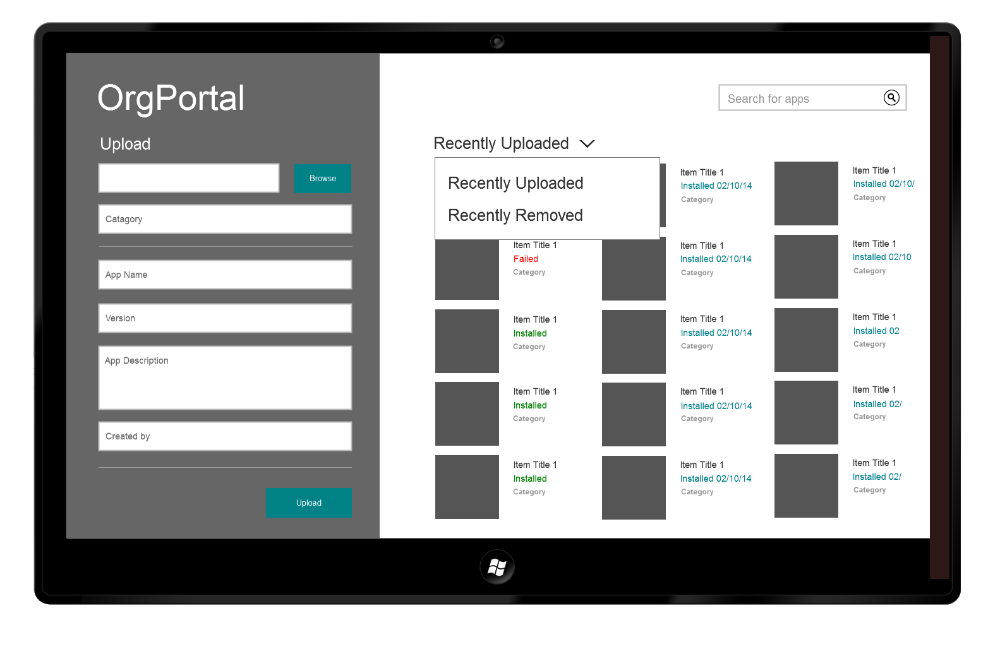 OrgPortal
Upload
Browse
Catagory
App Name
Version
App Description
Created by
Upload
Search for apps
Recently Uploaded
Recently Uploaded
Recently Removed
Item Title 1
Failed
Category
Item Title 1
Installed
Category
Item Title 1
Installed
Category
Item Title 1
Installed
Category
Item Title 1
Installed 02/10/14
Category
Item Title 1
Installed 02/10/14
Category
Item Title 1
Installed 02/10/14
Category
Item Title 1
Installed 02/10/14
Category
Item Title 1
Installed 02/10/14
Category
Item Title 1
Installed 02/10/
Category
Item Title 1
Installed 02/10
Category
Item Title 1
Installed 02
Category
Item Title 1
Installed 02/
Category
Item Title 1
Installed 02/
Category